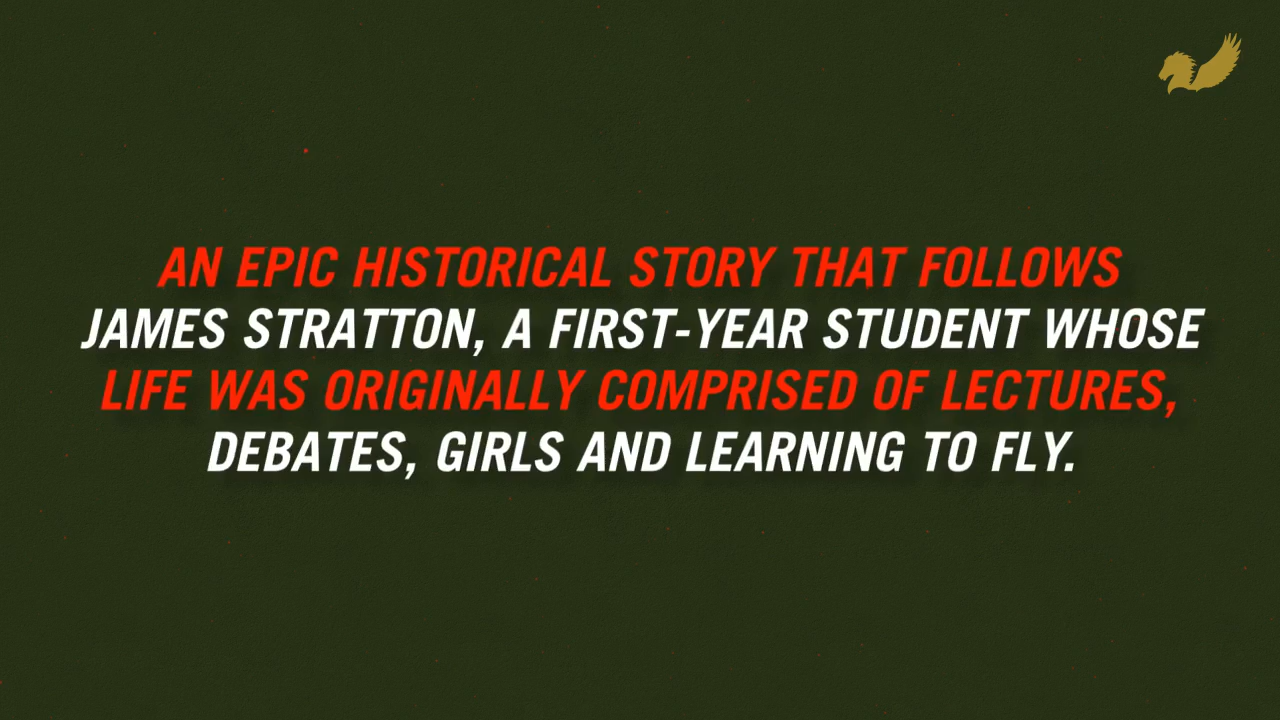 AN EPIC HISTORICAL STORY THAT FOLLOWS
JAMES STRATTON, A FIRST-YEAR STUDENT WHOSE
LIFE WAS ORIGINALLY COMPRISED OF LECTURES,
DEBATES, GIRLS AND LEARNING TO FLY.